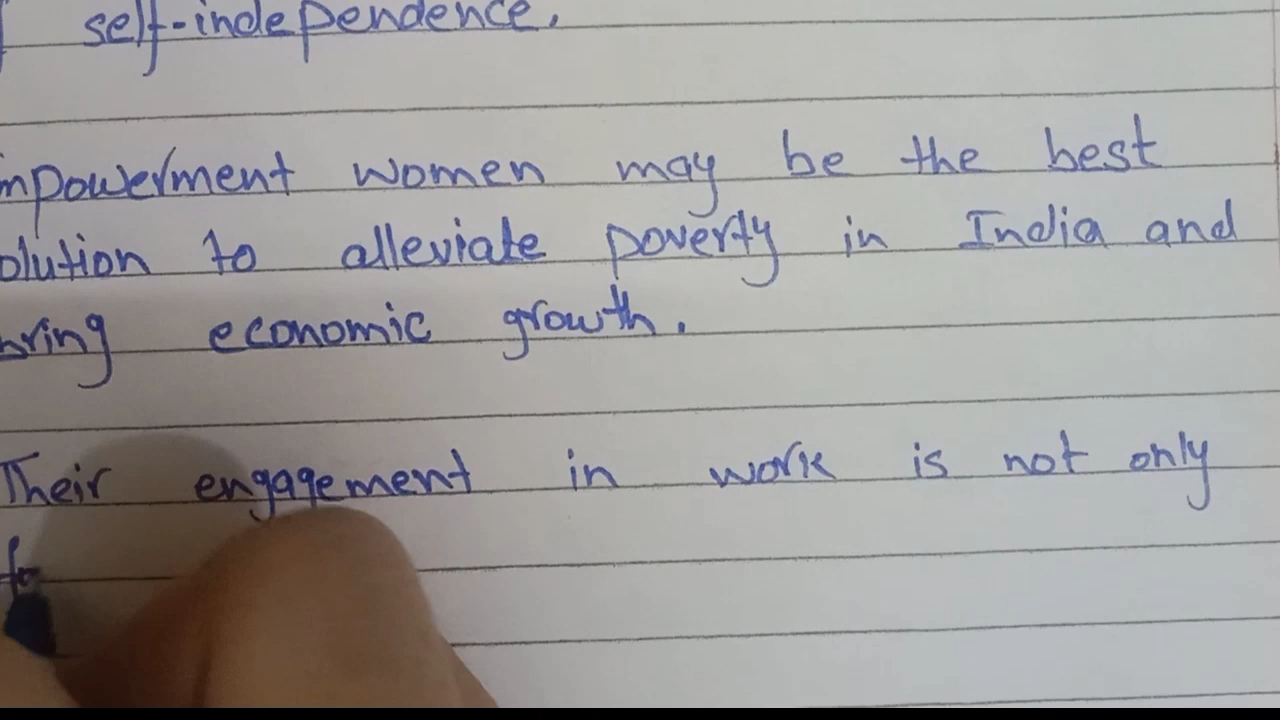 self-independence.
mpowerment women may be the best
olution to alleviate poverty in India and
bring economic growth.
Their engagement in work is not only
fo